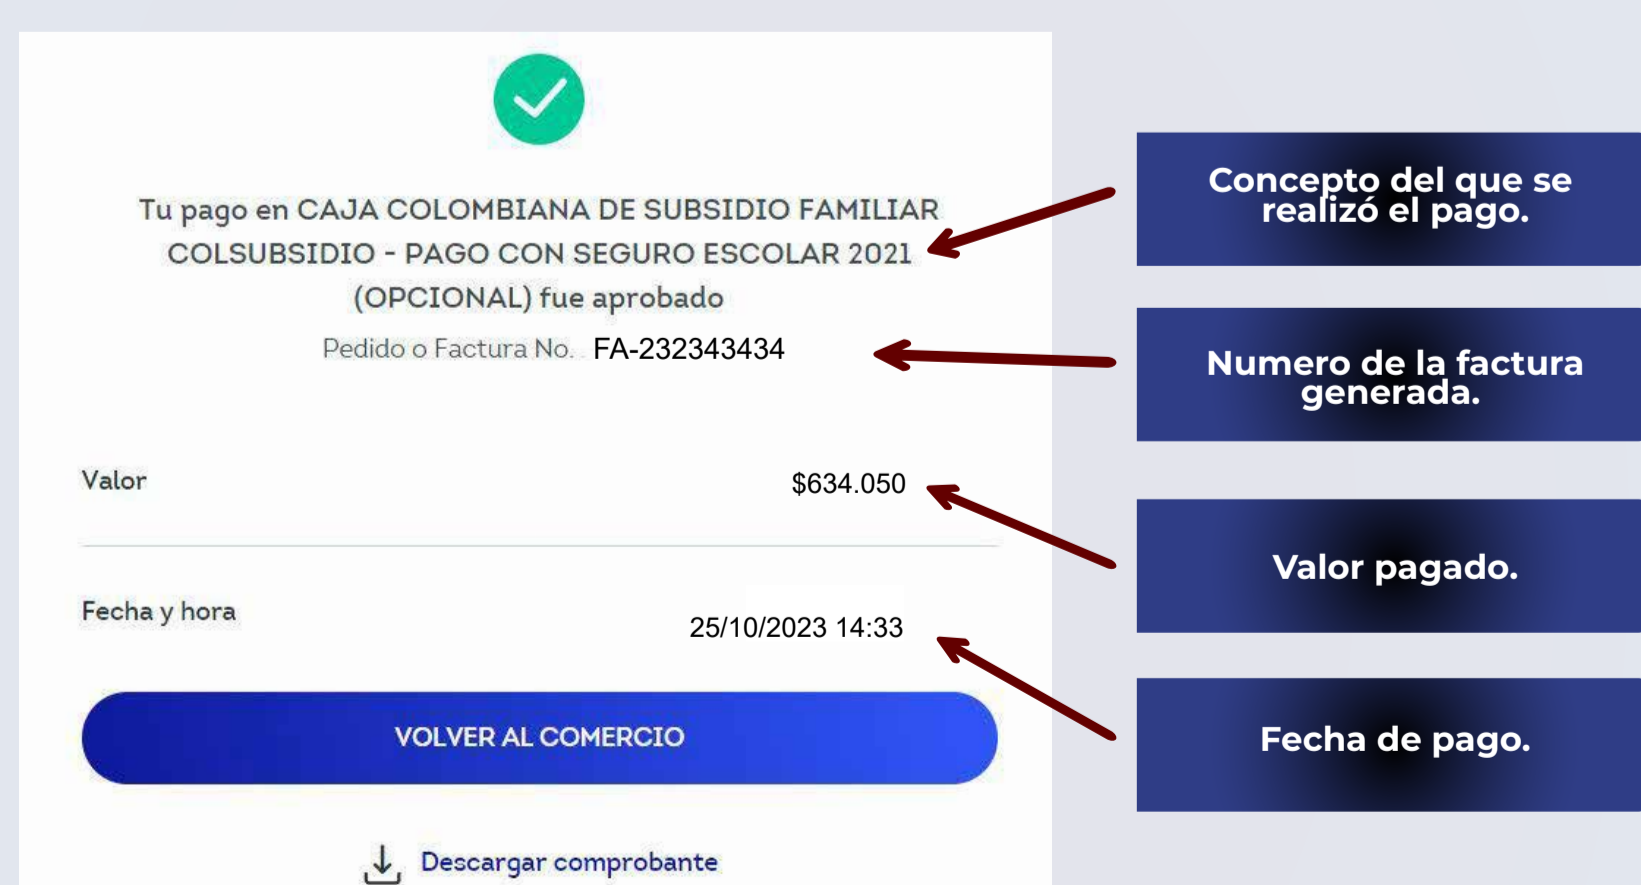 Tu pago en CAJA COLOMBIANA DE SUBSIDIO FAMILIAR
COLSUBSIDIO - PAGO CON SEGURO ESCOLAR 2021
(OPCIONAL) fue aprobado
Pedido o Factura No. FA-232343434
Valor
$634.050
Fecha y hora
25/10/2023 14:33
VOLVER AL COMERCIO
Descargar comprobante
Concepto del que se
realizó el pago.
Numero de la factura
generada.
Valor pagado.
Fecha de pago.